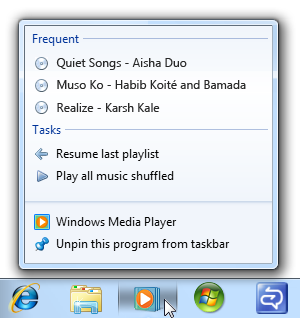 Frequent
Quiet Songs - Aisha Duo
Muso Ko - Habib Koité and Bamada
Realize - Karsh Kale
Tasks
Resume last playlist
Play all music shuffled
Windows Media Player
Unpin this program from taskbar